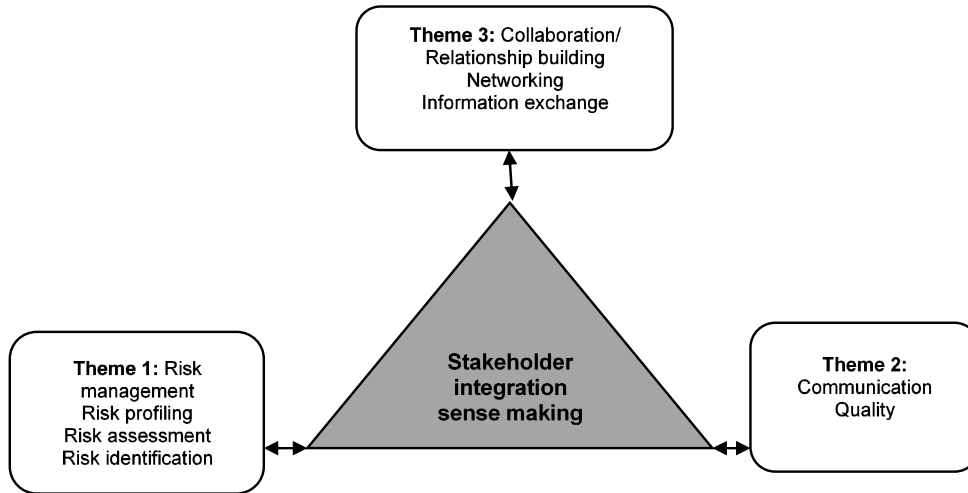 Theme 3: Collaboration/
Relationship building
Networking
Information exchange
Stakeholder
integration
sense making
Theme 1: Risk
management
Risk profiling
Risk assessment
Risk identification
Theme 2:
Communication
Quality